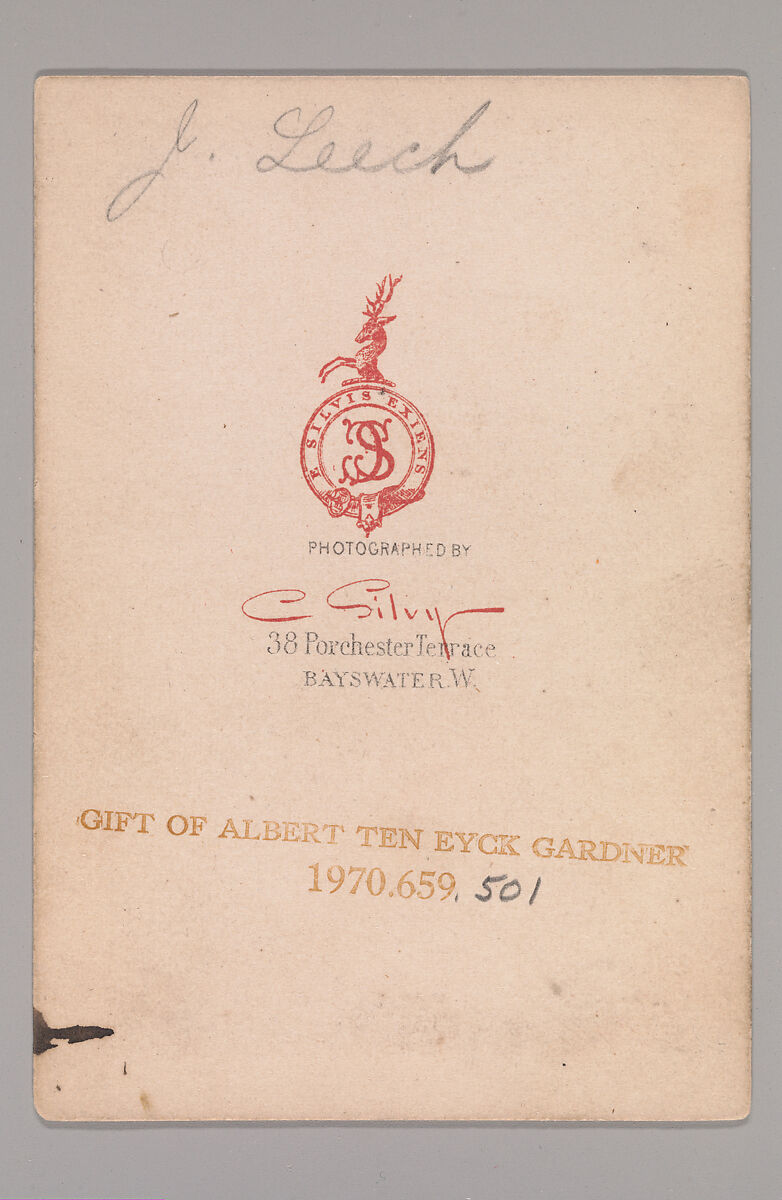 J. Leech
E SILVIS EXIENS
PHOTOGRAPHED BY
C Silvy
38 Porchester Terrace
BAYSWATER. W.
GIFT OF ALBERT TEN EYCK GARDNER
1970.659.501